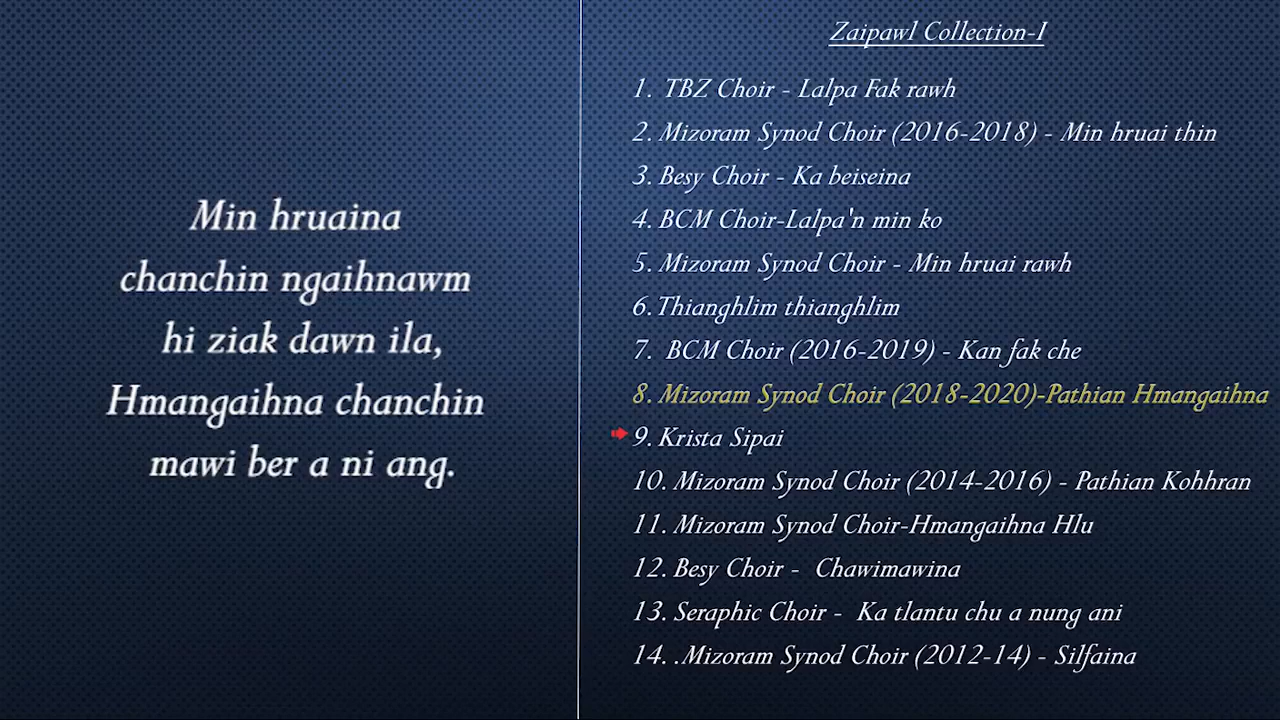 Min hruaina
chanchin ngaihnawm
hi ziak dawn ila,
Hmangaihna chanchin
mawi ber a ni ang.
Zaipawl Collection-I
1. TBZ Choir - Lalpa Fak rawh
2. Mizoram Synod Choir (2016-2018) - Min hruai thin
3. Besy Choir - Ka beiseina
4. BCM Choir-Lalpa'n min ko
5. Mizoram Synod Choir - Min hruai rawh
6. Thianghlim thianghlim
7. BCM Choir (2016-2019) - Kan fak che
8. Mizoram Synod Choir (2018-2020)-Pathian Hmangaihna
9. Krista Sipai
10. Mizoram Synod Choir (2014-2016) - Pathian Kohhran
11. Mizoram Synod Choir-Hmangaihna Hlu
12. Besy Choir - Chawimawina
13. Seraphic Choir - Ka tlantu chu a nung ani
14. .Mizoram Synod Choir (2012-14) - Silfaina